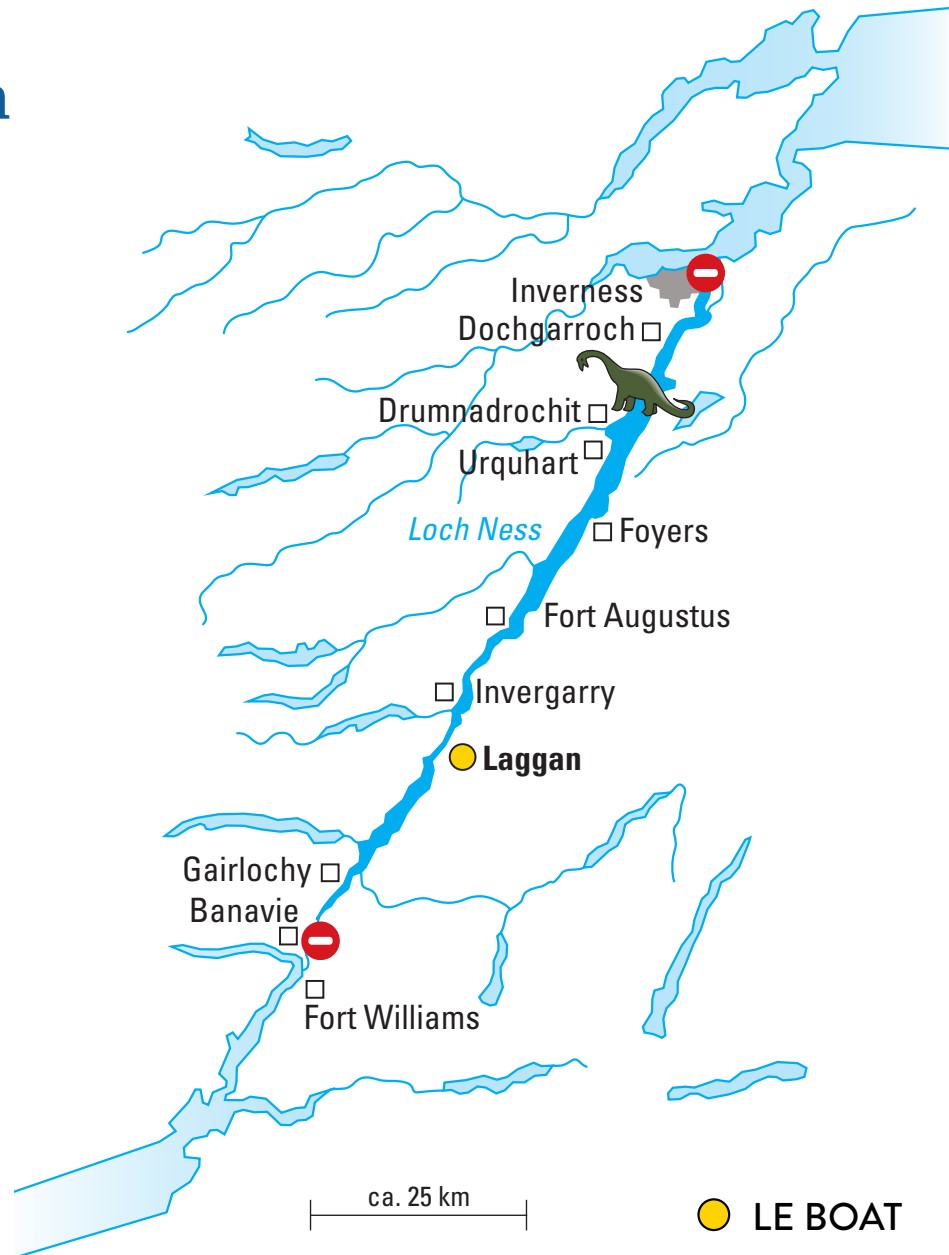 Inverness
Dochgarroch
Drumnadrochit
Urquhart
Loch Ness
Foyers
Fort Augustus
Invergarry
Laggan
Gairlochy
Banavie
Fort Williams
ca. 25 km
LE BOAT